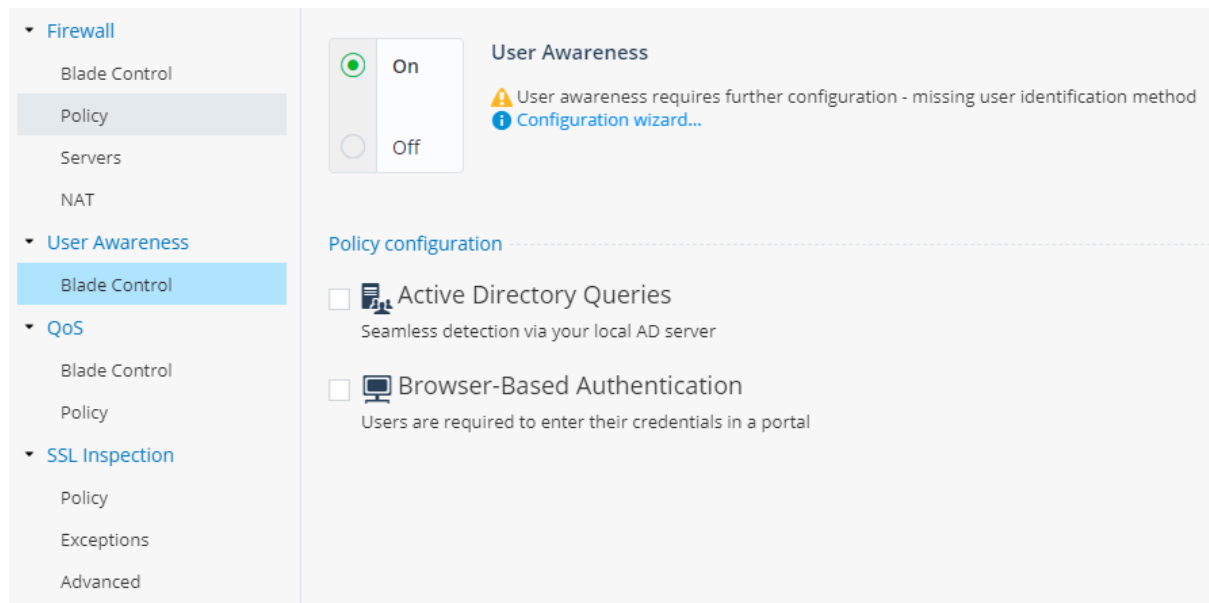 Firewall
Blade Control
Policy
Servers
NAT
User Awareness
Blade Control
QoS
Blade Control
Policy
SSL Inspection
Policy
Exceptions
Advanced
On
Off
User Awareness
User awareness requires further configuration - missing user identification method
Configuration wizard...
Policy configuration
Active Directory Queries
Seamless detection via your local AD server
Browser-Based Authentication
Users are required to enter their credentials in a portal